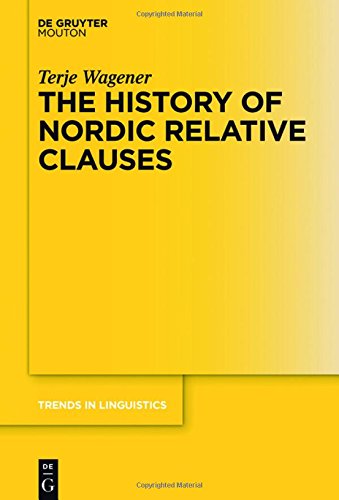 DE GRUYTER
MOUTON
Terje Wagener
THE HISTORY OF
NORDIC RELATIVE
CLAUSES
TRENDS IN LINGUISTICS
DE
G